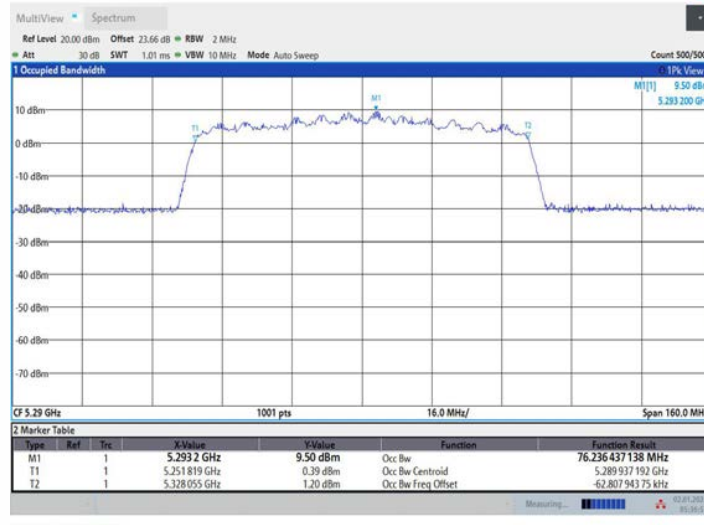 MultiView Spectrum
Ref Level 20.00 dBm Offset 23.66 dB RBW 2 MHz
Att 30 dB SWT 1.01 ms VBW 10 MHz Mode Auto Sweep Count 500/500
1 Occupied Bandwidth 1Pk View
M1[1] 9.50 dBm
5.293 200 GH
M1
10 dBm
T1
T2
0 dBm
-10 dBm
-20 dBm
-30 dBm
-40 dBm
-50 dBm
-60 dBm
-70 dBm
CF 5.29 GHz 1001 pts 16.0 MHz/ Span 160.0 MH
2 Marker Table
Type Ref Trc X-Value Y-Value Function Function Result
M1 1 5.293 2 GHz 9.50 dBm Occ Bw 76.236 437 138 MHz
T1 1 5.251 819 GHz 0.39 dBm Occ Bw Centroid 5.289 937 192 GHz
T2 1 5.328 055 GHz 1.20 dBm Occ Bw Freq Offset -62.807 943 75 kHz
Measuring...